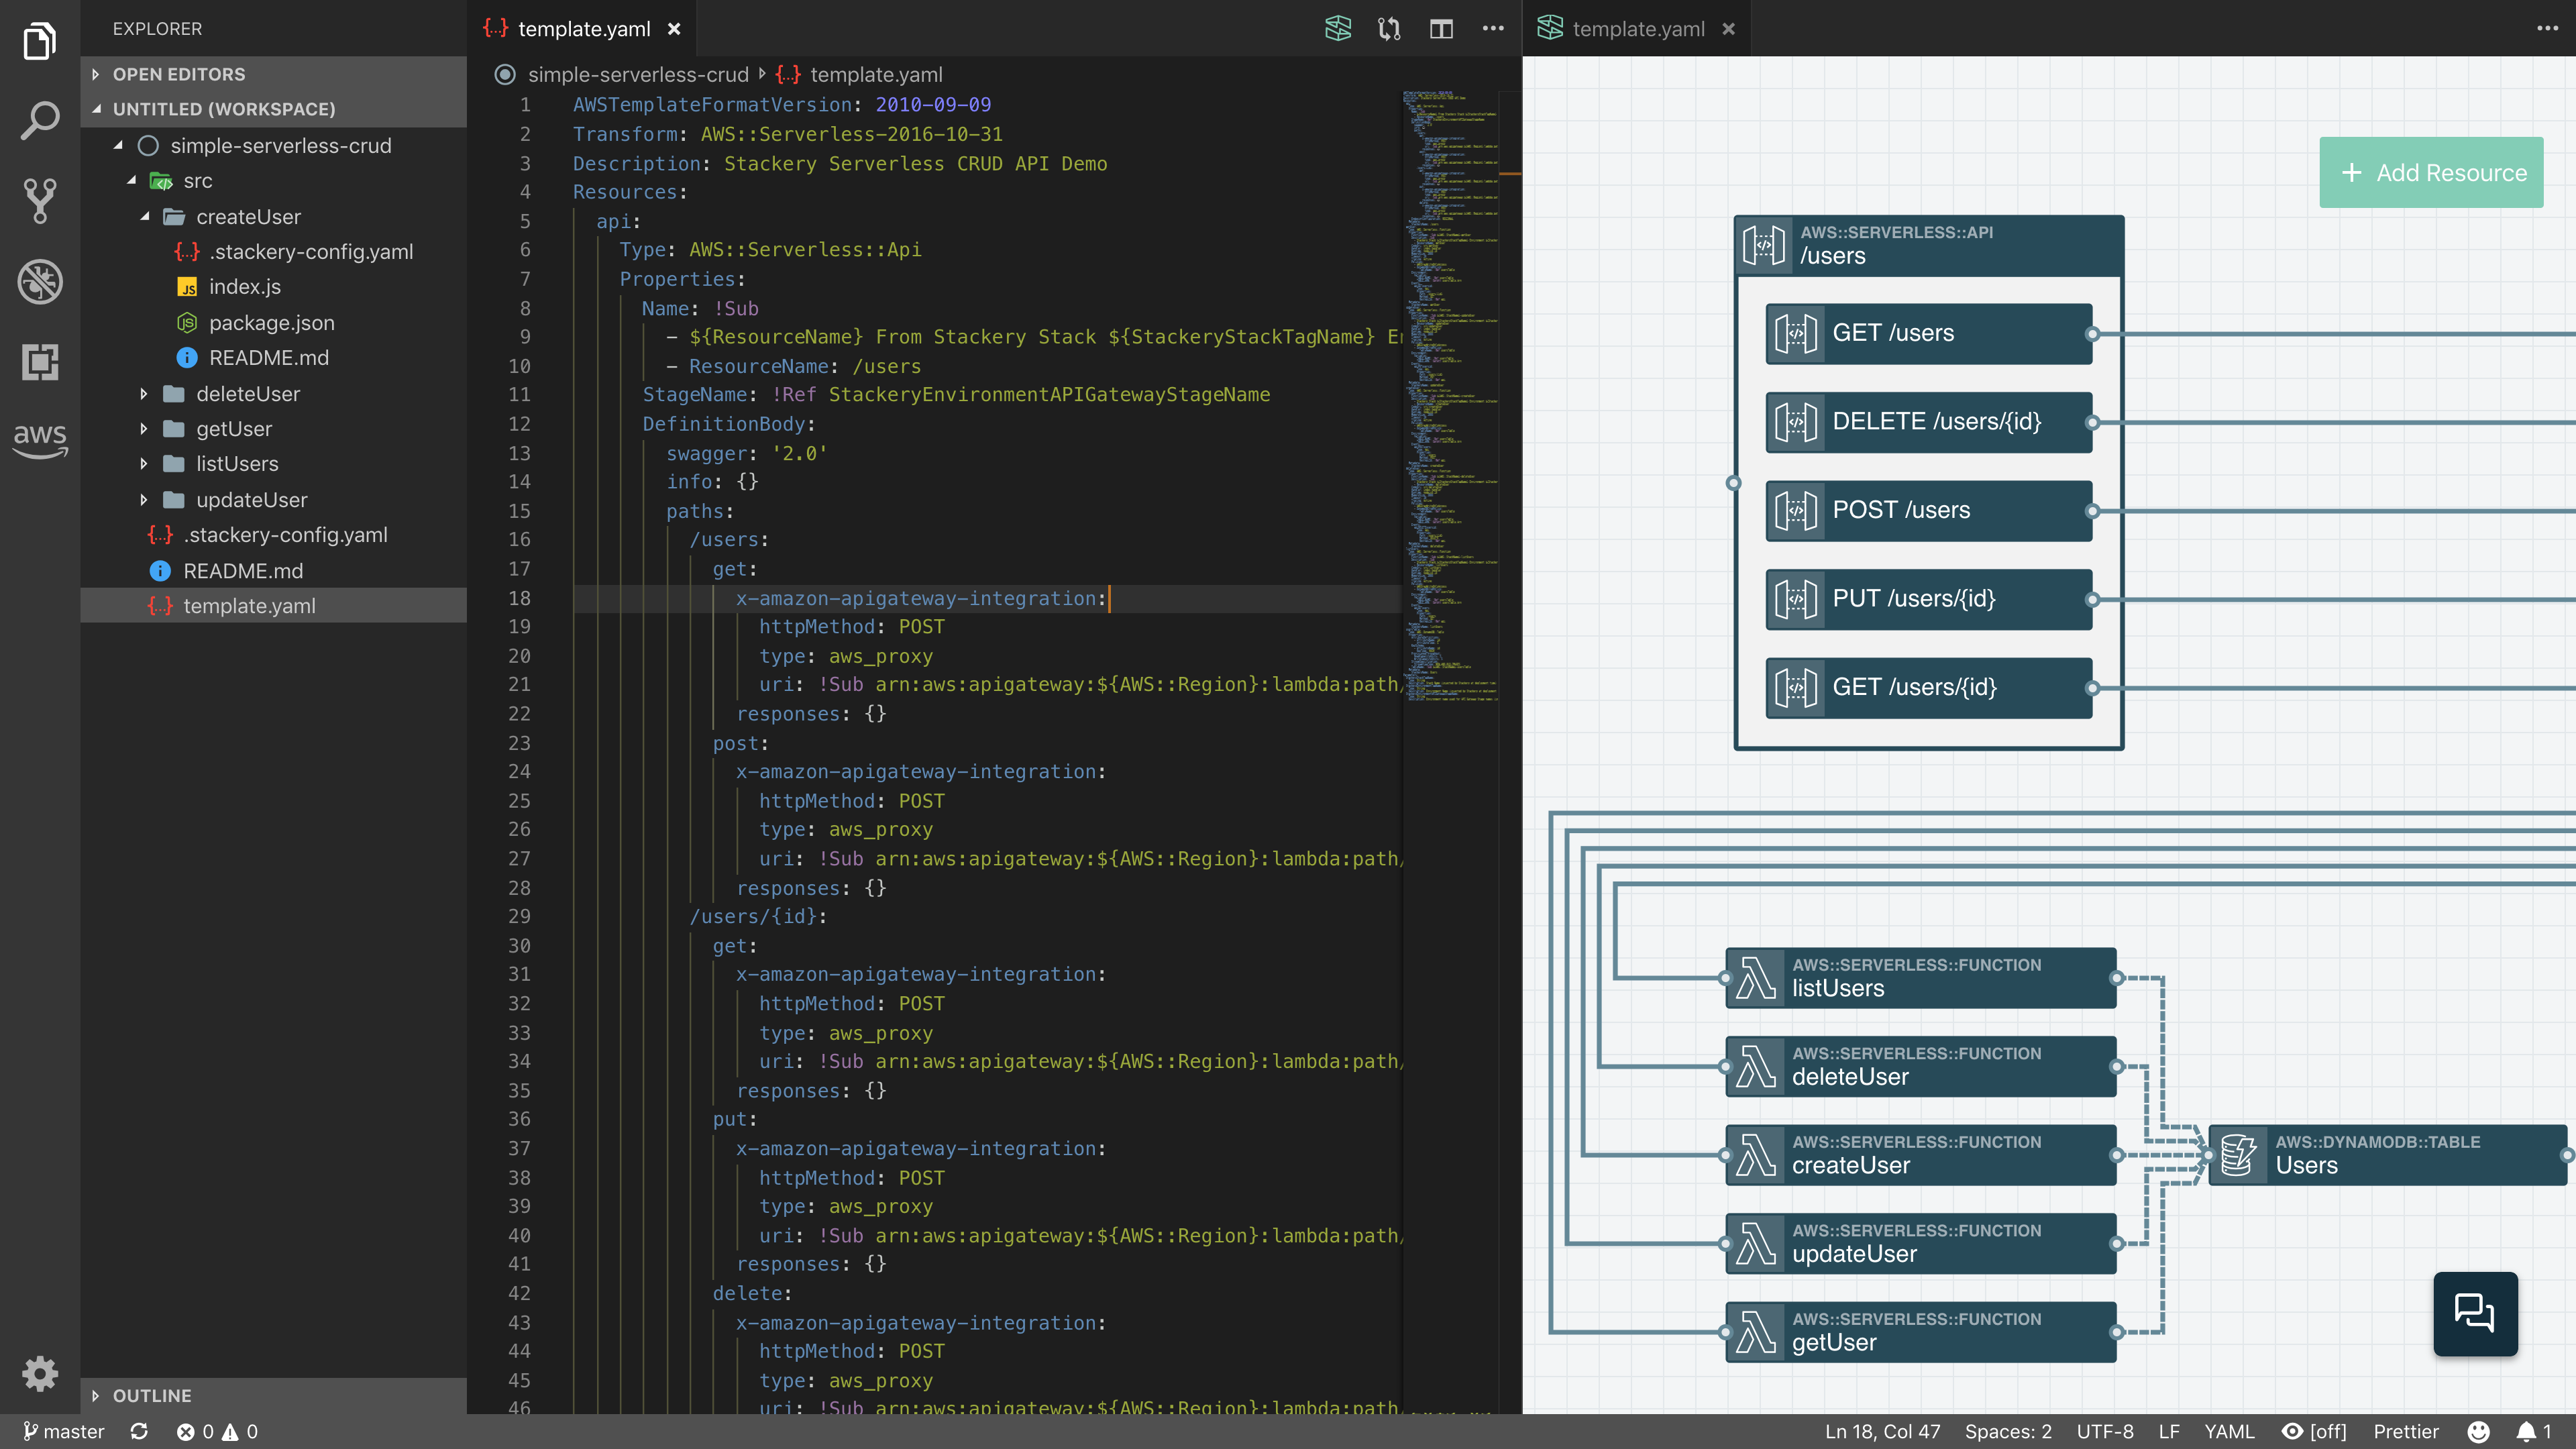 EXPLORER
OPEN EDITORS
UNTITLED (WORKSPACE)
simple-serverless-crud
src
createUser
{..} .stackery-config.yaml
JS index.js
JS package.json
i README.md
deleteUser
getUser
listUsers
updateUser
{..} .stackery-config.yaml
i README.md
{..} template.yaml
aws
OUTLINE
{..} template.yaml ×
simple-serverless-crud {..} template.yaml
1 AWSTemplateFormatVersion: 2010-09-09
2 Transform: AWS::Serverless-2016-10-31
3 Description: Stackery Serverless CRUD API Demo
4 Resources:
5 api:
6 Type: AWS::Serverless::Api
7 Properties:
8 Name: !Sub
9 - ${ResourceName} From Stackery Stack ${StackeryStackTagName}
10 - ResourceName: /users
11 StageName: !Ref StackeryEnvironmentAPIGatewayStageName
12 DefinitionBody:
13 swagger: '2.0'
14 info: {}
15 paths:
16 /users:
17 get:
18 x-amazon-apigateway-integration:
19 httpMethod: POST
20 type: aws_proxy
21 uri: !Sub arn:aws:apigateway:${AWS::Region}:lambda:path/
22 responses: {}
23 post:
24 x-amazon-apigateway-integration:
25 httpMethod: POST
26 type: aws_proxy
27 uri: !Sub arn:aws:apigateway:${AWS::Region}:lambda:path/
28 responses: {}
29 /users/{id}:
30 get:
31 x-amazon-apigateway-integration:
32 httpMethod: POST
33 type: aws_proxy
34 uri: !Sub arn:aws:apigateway:${AWS::Region}:lambda:path/
35 responses: {}
36 put:
37 x-amazon-apigateway-integration:
38 httpMethod: POST
39 type: aws_proxy
40 uri: !Sub arn:aws:apigateway:${AWS::Region}:lambda:path/
41 responses: {}
42 delete:
43 x-amazon-apigateway-integration:
44 httpMethod: POST
45 type: aws_proxy
46 uri: !Sub arn:aws:apigateway:${AWS::Region}:lambda:path/
template.yaml ×
+ Add Resource
AWS::SERVERLESS::API
/users
GET /users
DELETE /users/{id}
POST /users
PUT /users/{id}
GET /users/{id}
AWS::SERVERLESS::FUNCTION
listUsers
AWS::SERVERLESS::FUNCTION
deleteUser
AWS::SERVERLESS::FUNCTION
createUser
AWS::DYNAMODB::TABLE
Users
AWS::SERVERLESS::FUNCTION
updateUser
AWS::SERVERLESS::FUNCTION
getUser
master 0 0 Ln 18, Col 47 Spaces: 2 UTF-8 LF YAML [off] Prettier 1